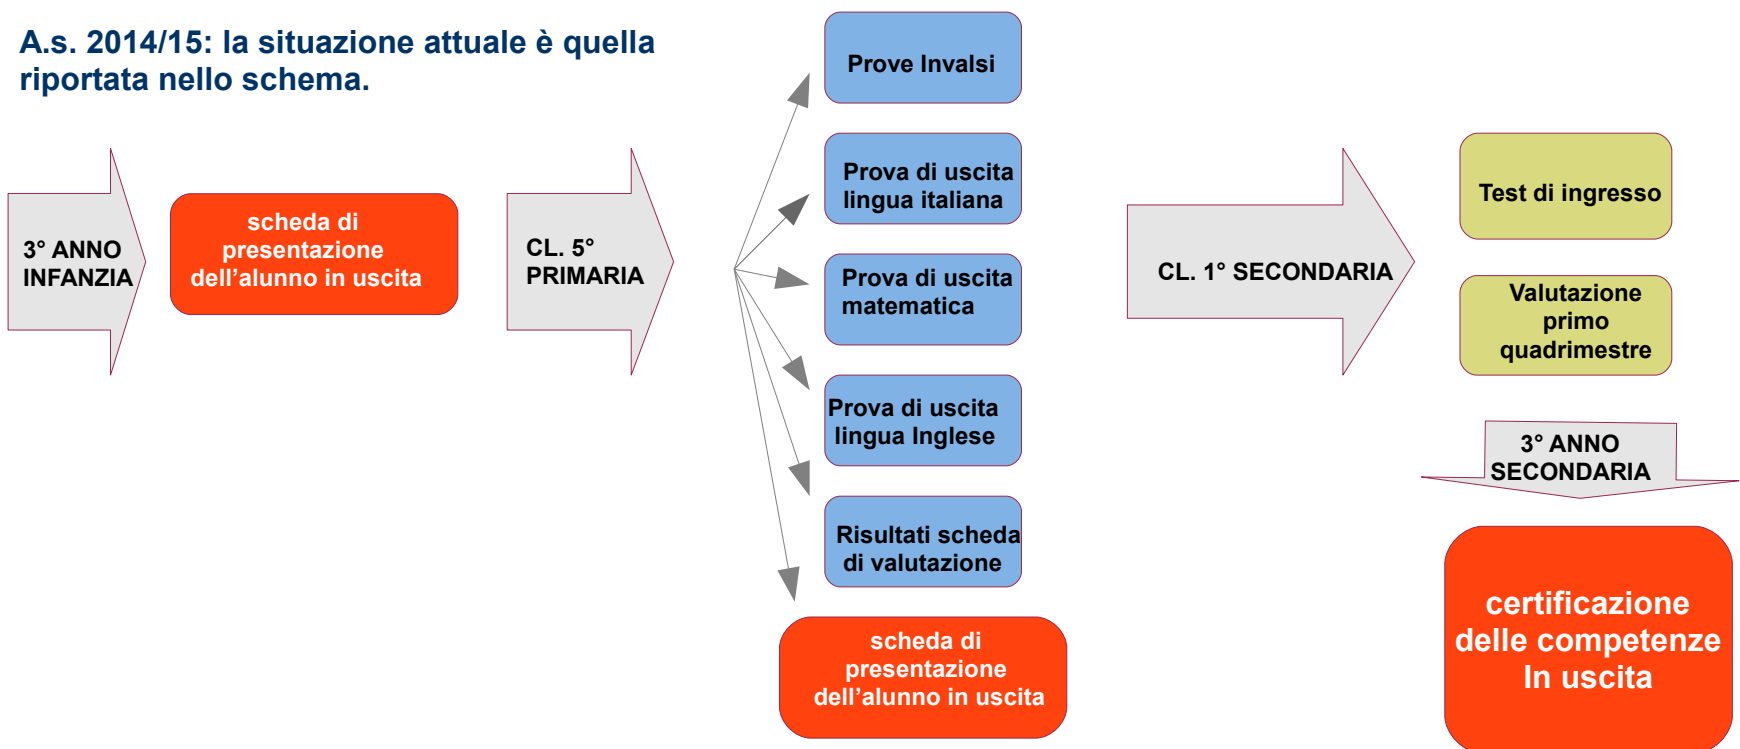 A.s. 2014/15: la situazione attuale è quella
riportata nello schema.
3° ANNO
INFANZIA
scheda di
presentazione
dell'alunno in uscita
CL. 5°
PRIMARIA
Prove Invalsi
Prova di uscita
lingua italiana
Prova di uscita
matematica
Prova di uscita
lingua Inglese
Risultati scheda
di valutazione
scheda di
presentazione
dell'alunno in uscita
CL. 1° SECONDARIA
Test di ingresso
Valutazione
primo
quadrimestre
3° ANNO
SECONDARIA
certificazione
delle competenze
In uscita